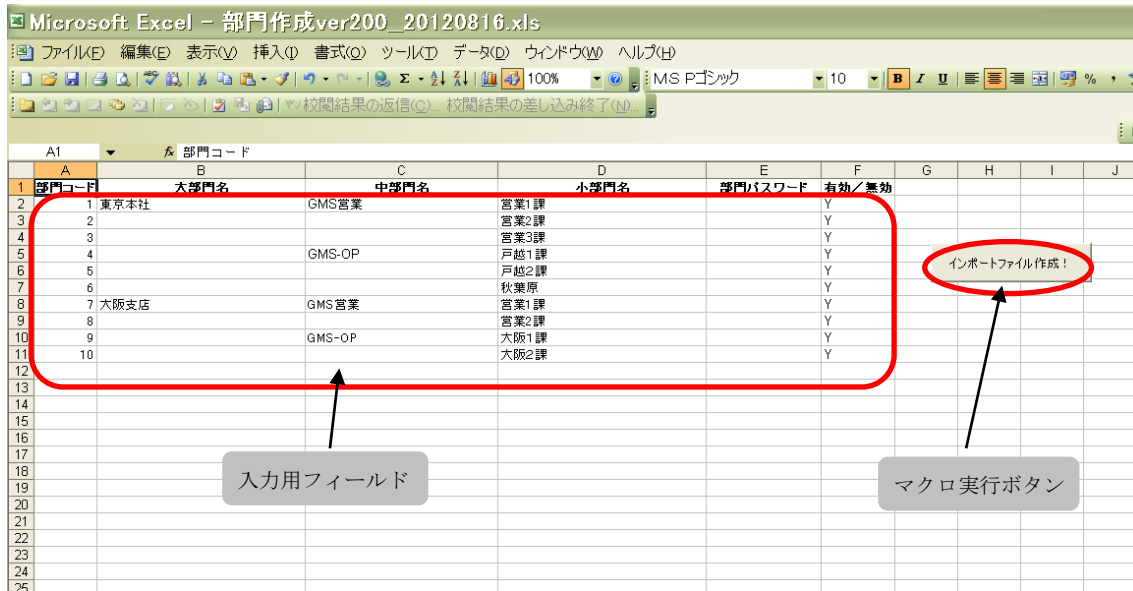 Microsoft Excel - 部門作成ver200_20120816.xls
ファイル(F) 編集(E) 表示(V) 挿入(I) 書式(O) ツール(T) データ(D) ウィンドウ(W) ヘルプ(H)
100% MS Pゴシック 10 B I U % ,
校閲結果の返信(C)... 校閲結果の差し込み終了(N)...
A1 fx 部門コード
A B C D E F G H I J
1 部門コード 大部門名 中部門名 小部門名 部門パスワード 有効/無効
2 1 東京本社 GMS営業 営業1課 Y
3 2 営業2課 Y
4 3 営業3課 Y
5 4 GMS-OP 戸越1課 Y
6 5 戸越2課 Y
7 6 秋葉原 Y
8 7 大阪支店 GMS営業 営業1課 Y
9 8 営業2課 Y
10 9 GMS-OP 大阪1課 Y
11 10 大阪2課 Y
インポートファイル作成！
12
13
14
15
16
17
18
19
20
21
22
23
24
25
入力用フィールド
マクロ実行ボタン